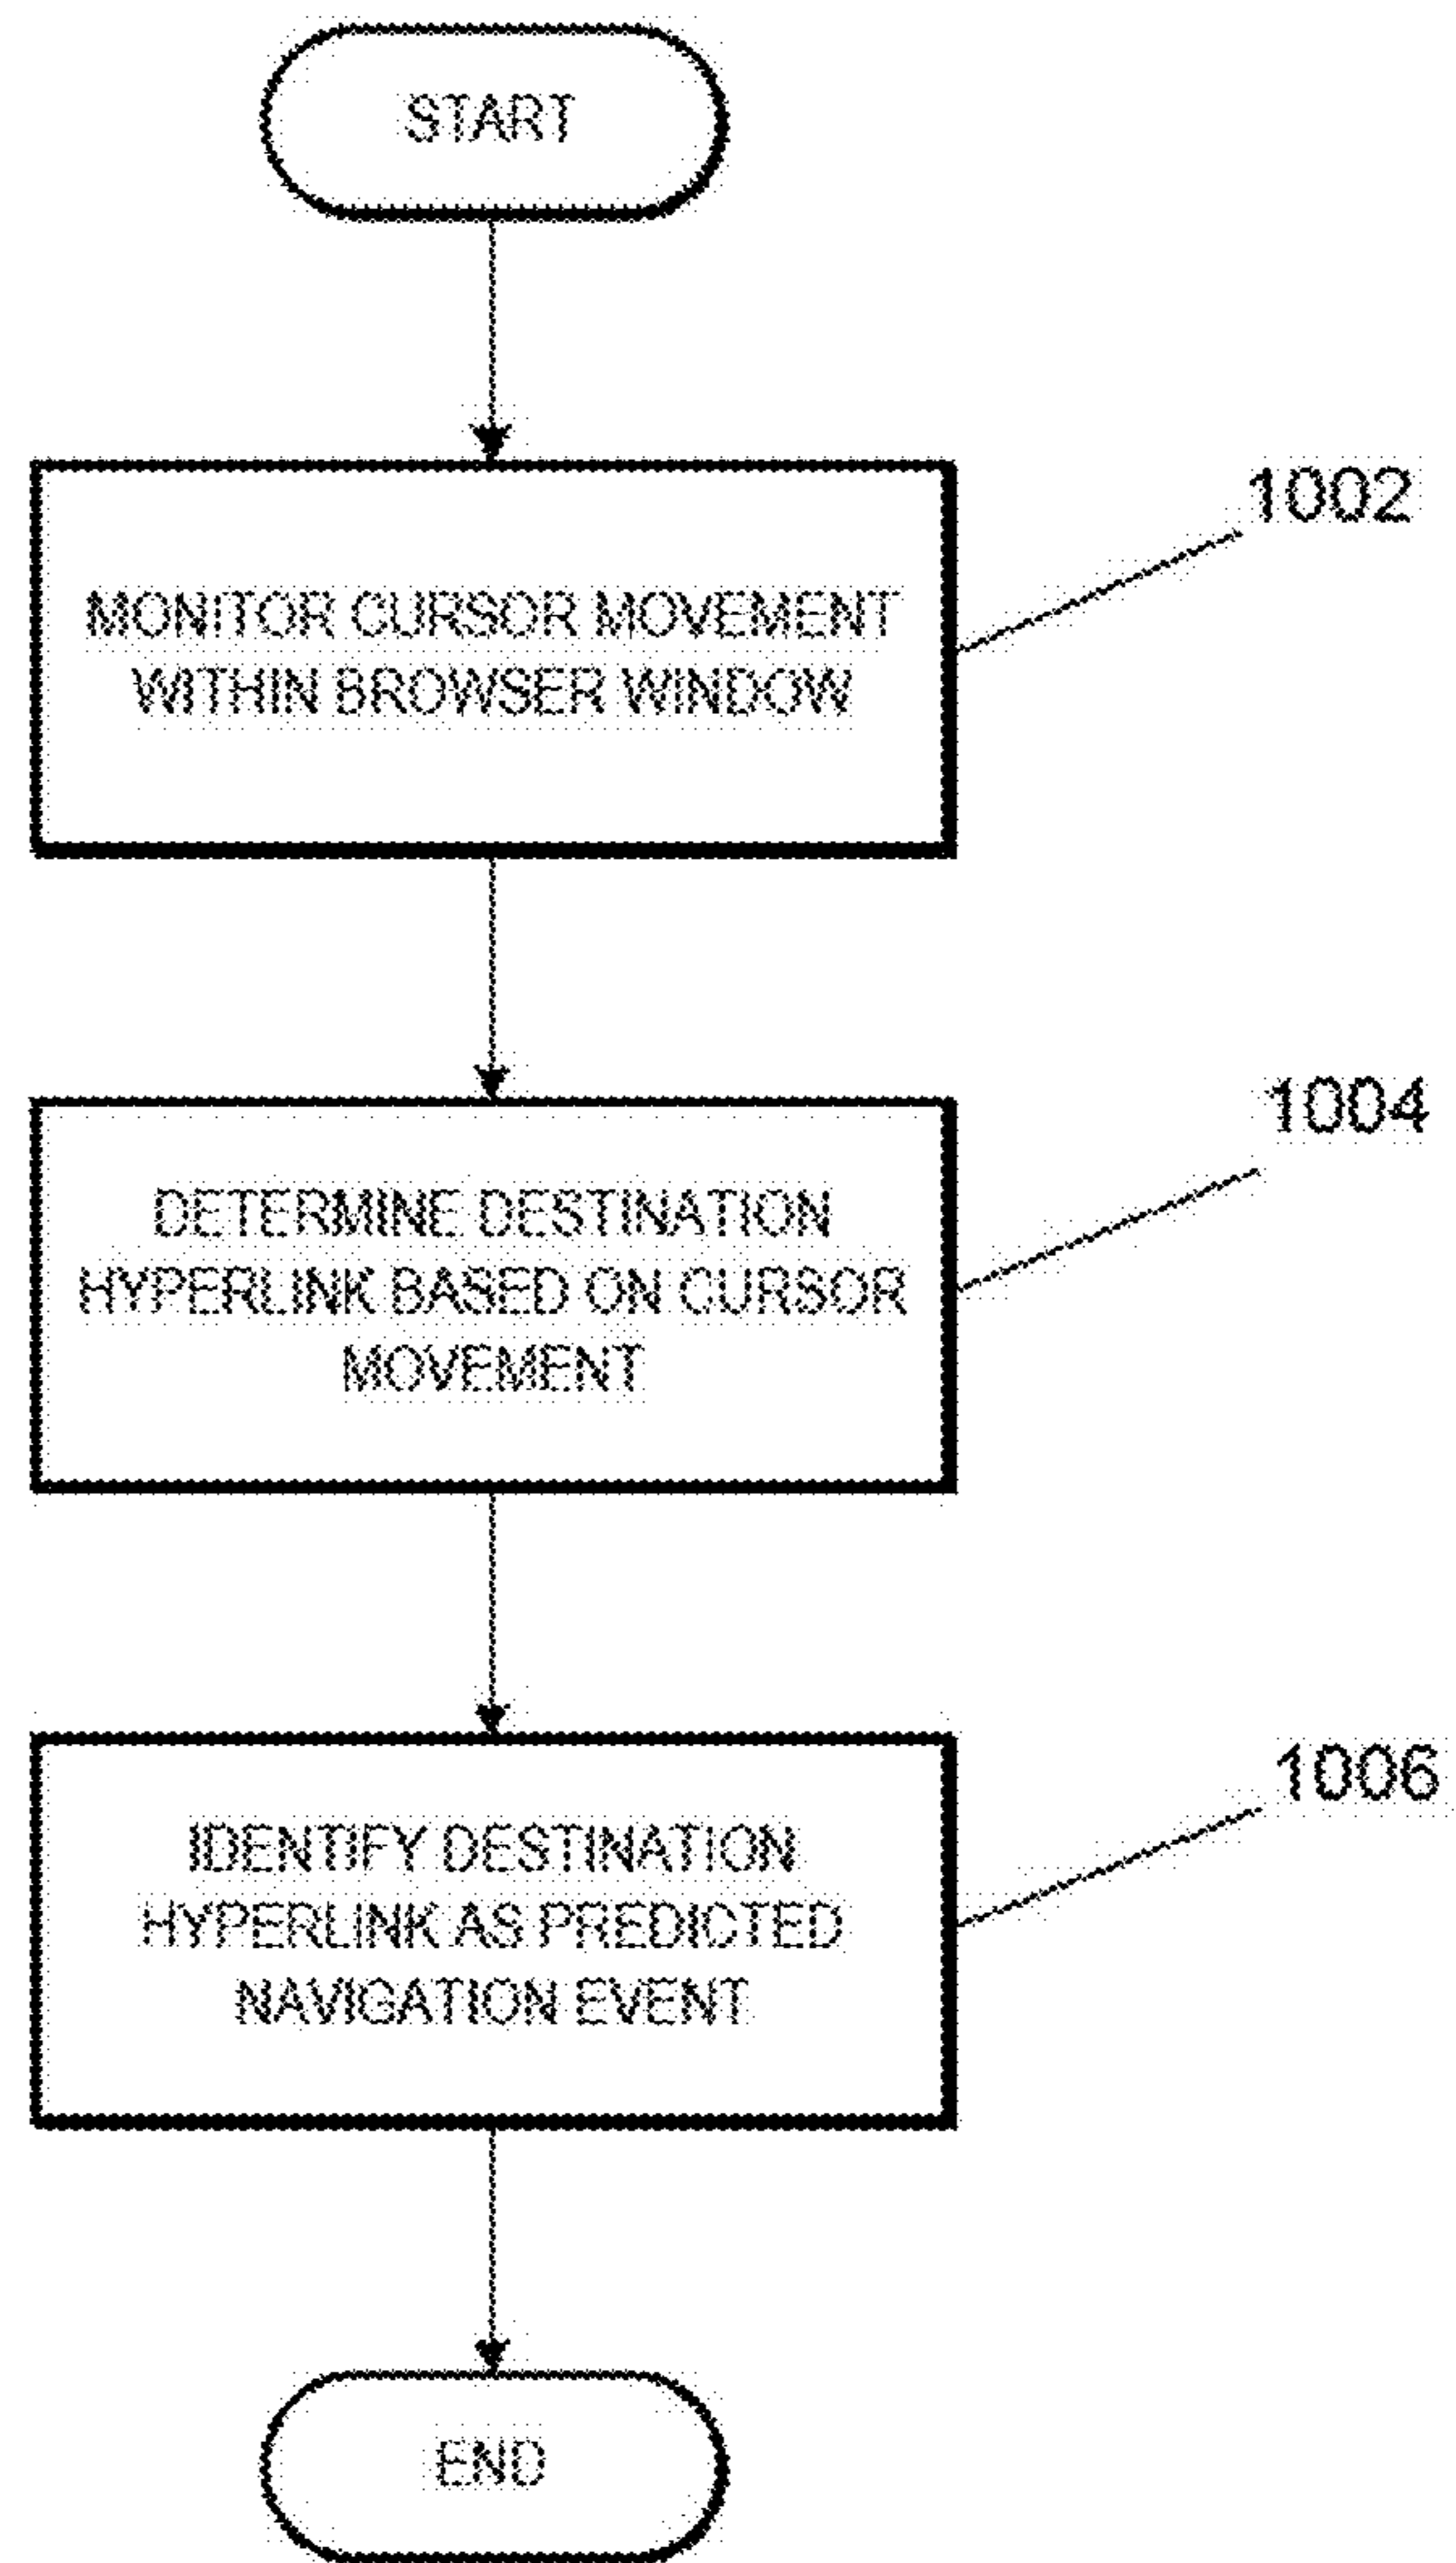 START
1002
MONITOR CURSOR MOVEMENT
WITHIN BROWSER WINDOW
1004
DETERMINE DESTINATION
HYPERLINK BASED ON CURSOR
MOVEMENT
1006
IDENTIFY DESTINATION
HYPERLINK AS PREDICTED
NAVIGATION EVENT
END